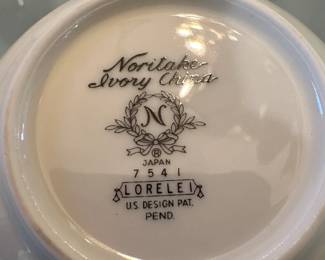 Noritake
Ivory China
N
®
JAPAN
7541
LORELEI
U.S. DESIGN PAT.
PEND.